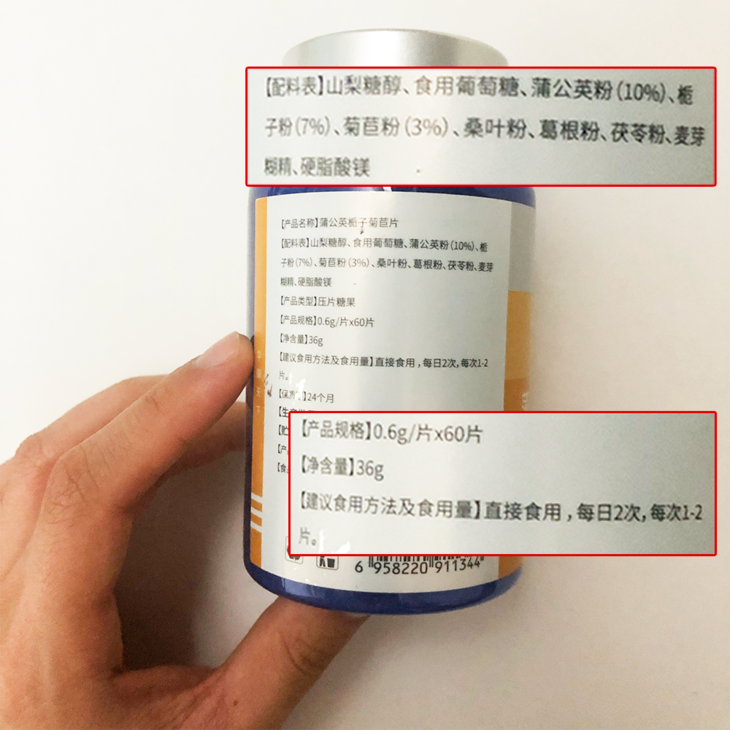 【配料表】山梨糖醇、食用葡萄糖、蒲公英粉(10%)、栀
子粉(7%)、菊苣粉(3%)、桑叶粉、葛根粉、茯苓粉、麦芽
糊精、硬脂酸镁
【产品名称】蒲公英栀子菊苣片
【配料表】山梨糖醇、食用葡萄糖、蒲公英粉(10%)、栀
子粉(7%)、菊苣粉(3%)、桑叶粉、葛根粉、茯苓粉、麦芽
糊精、硬脂酸镁
【产品类型】压片糖果
【产品规格】0.6g/片x60片
【净含量】36g
【建议食用方法及食用量】直接食用，每日2次，每次1-2
片。
【保质期】24个月
【生产
【贮
【产
【食
【产品规格】0.6g/片x60片
【净含量】36g
【建议食用方法及食用量】直接食用，每日2次，每次1-2
片。
6 958220 911344